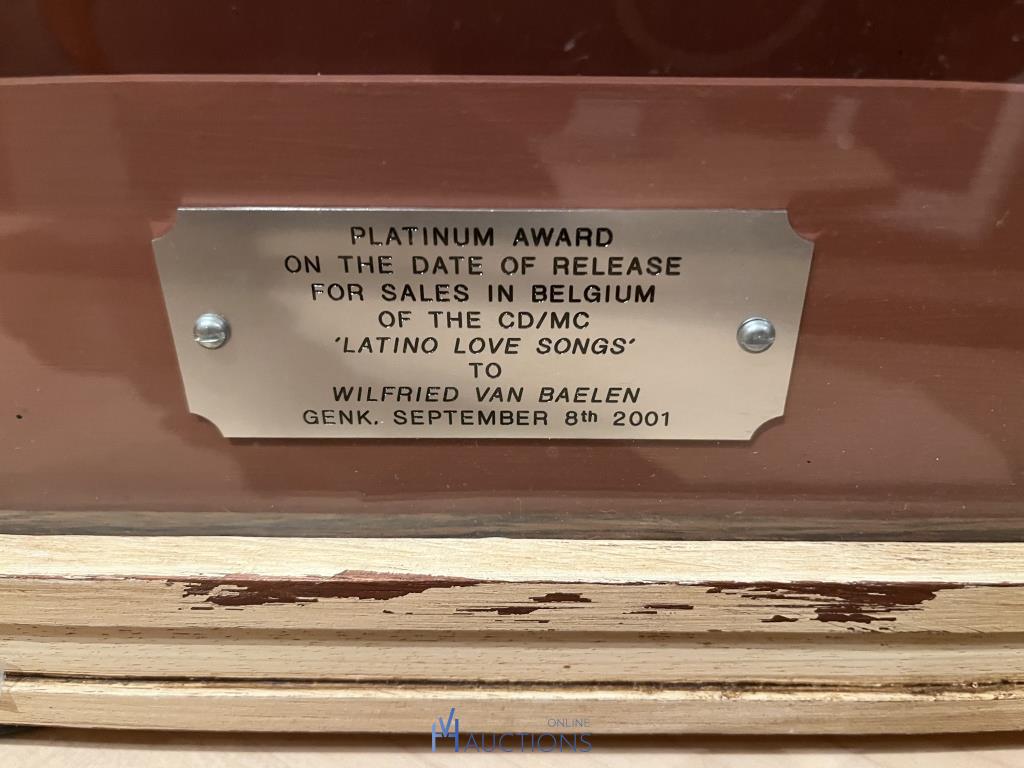 PLATINUM AWARD
ON THE DATE OF RELEASE
FOR SALES IN BELGIUM
OF THE CD/MC
'LATINO LOVE SONGS'
TO
WILFRIED VAN BAELEN
GENK, SEPTEMBER 8th 2001
ONLINE
AUCTIONS